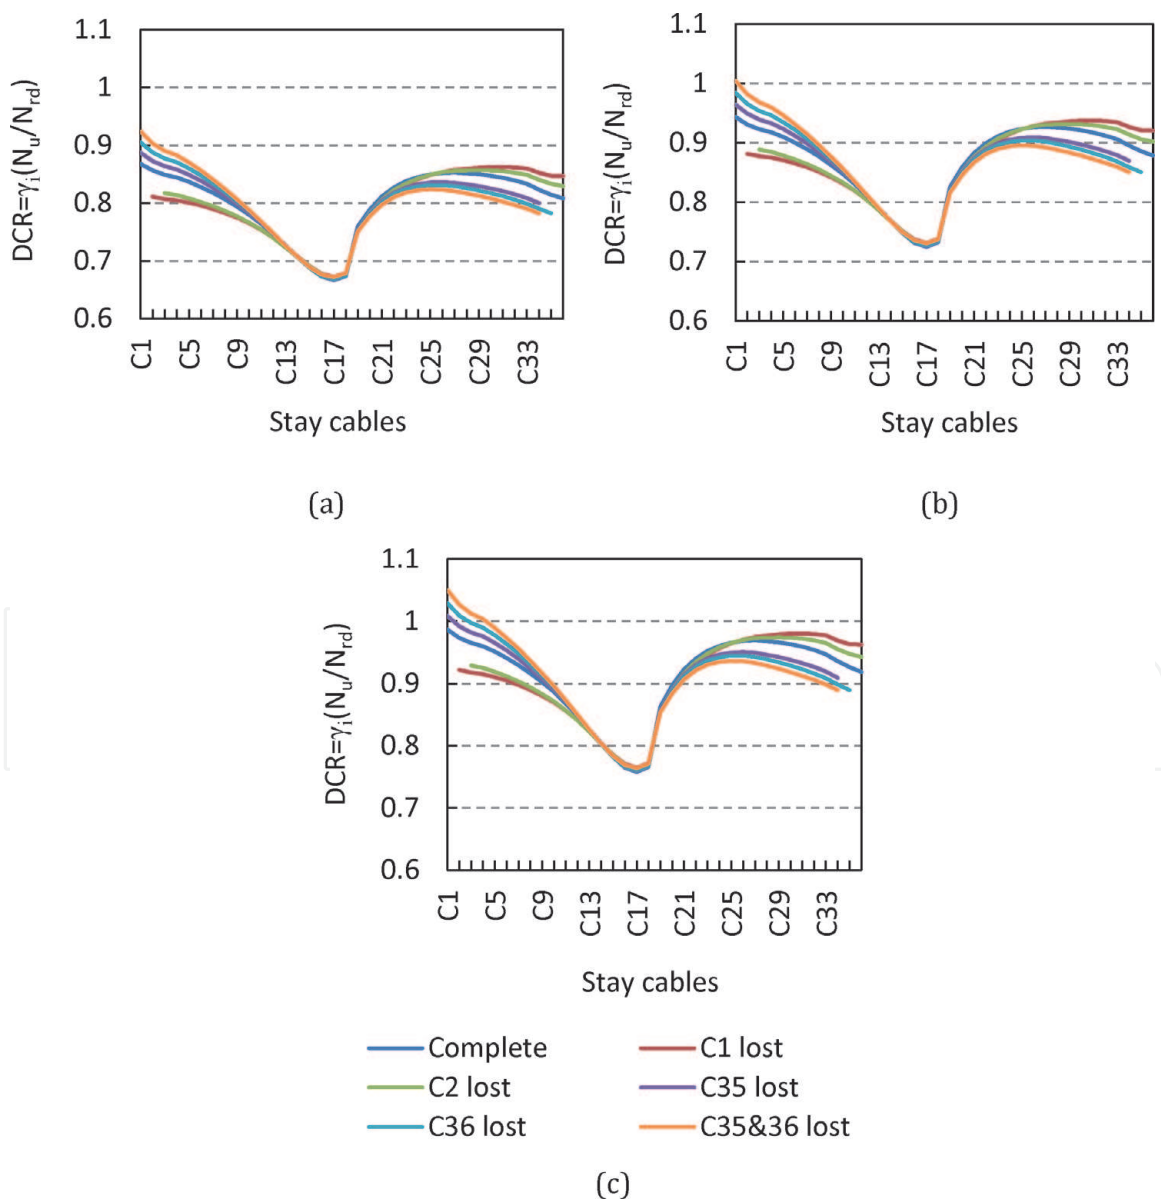 1.1
1
0.9
0.8
0.7
0.6
DCR=γi(Nu/Nrd)
C1
C5
C9
C13
C17
C21
C25
C29
C33
Stay cables
(a)
1.1
1
0.9
0.8
0.7
0.6
DCR=γi(Nu/Nrd)
C1
C5
C9
C13
C17
C21
C25
C29
C33
Stay cables
(b)
1.1
1
0.9
0.8
0.7
0.6
DCR=γi(Nu/Nrd)
C1
C5
C9
C13
C17
C21
C25
C29
C33
Stay cables
Complete
C1 lost
C2 lost
C35 lost
C36 lost
C35&36 lost
(c)